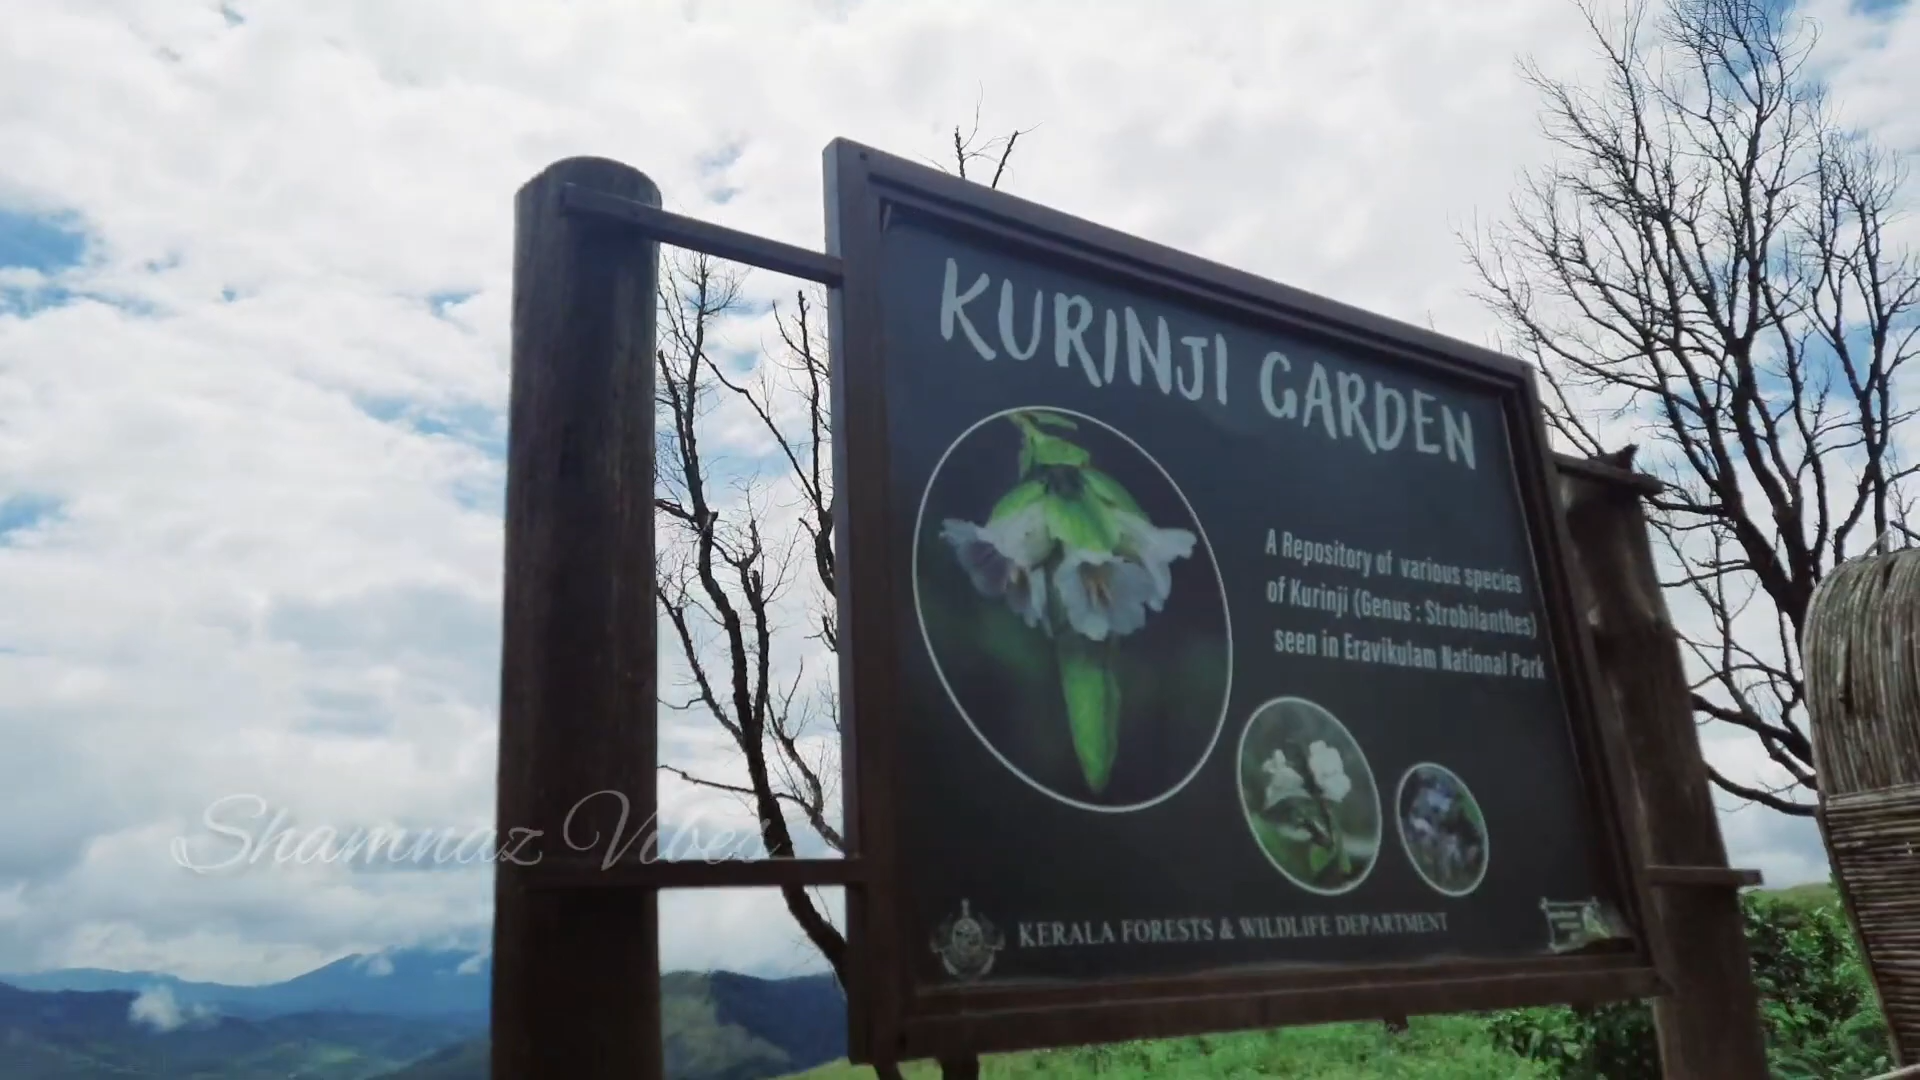 KURINJI GARDEN
A Repository of various species
of Kurinji (Genus : Strobilanthes)
seen in Eravikulam National Park
Shamnaz Vibes
KERALA FORESTS & WILDLIFE DEPARTMENT